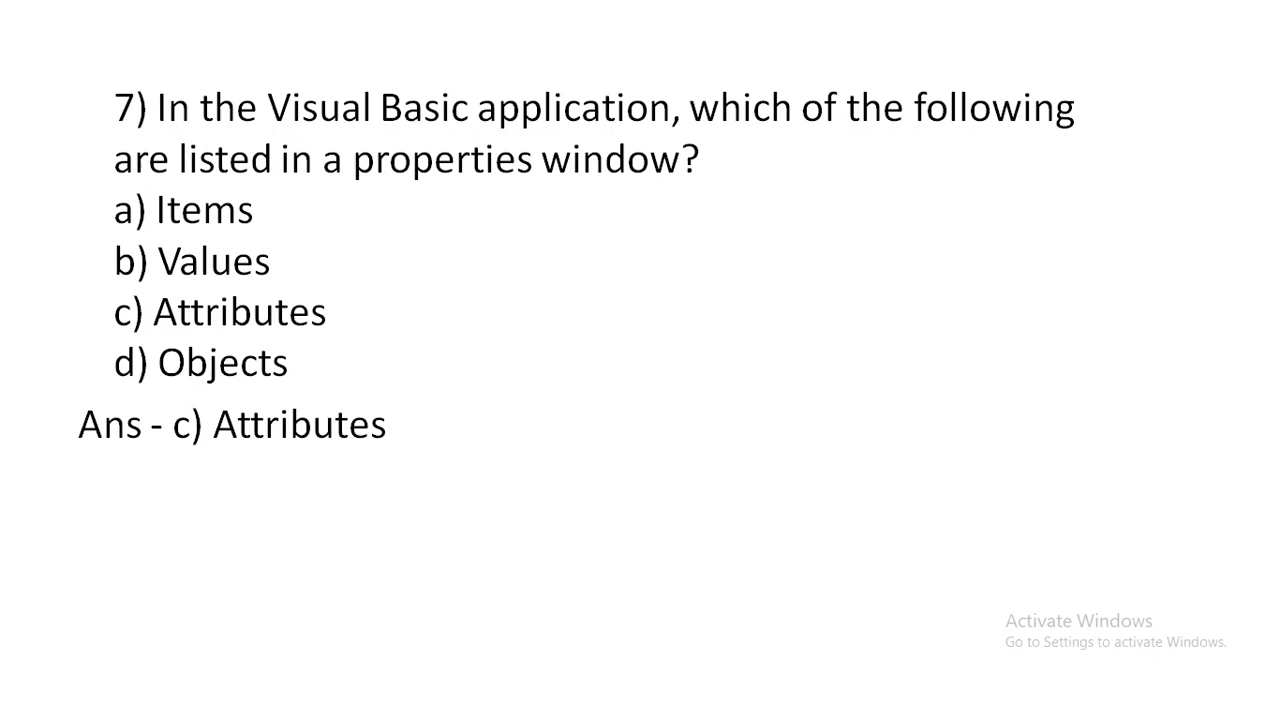 7) In the Visual Basic application, which of the following
are listed in a properties window?
a) Items
b) Values
c) Attributes
d) Objects
Ans - c) Attributes
Activate Windows
Go to Settings to activate Windows.